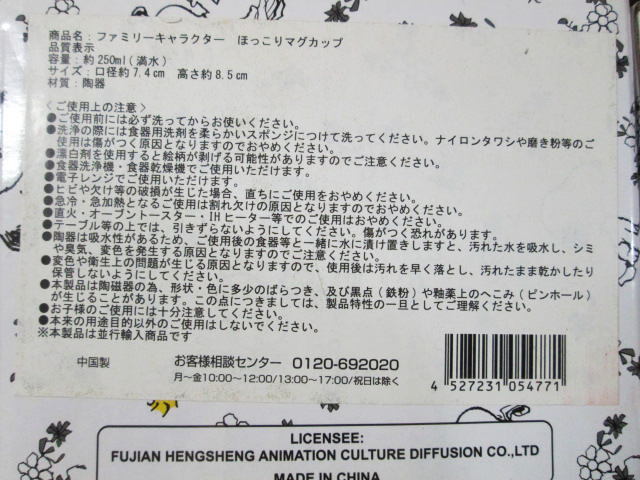 商品名：ファミリーキャラクター　ほっこりマグカップ
品質表示
容量：約250ml(満水)
サイズ：口径約7.4cm　高さ約8.5cm
材質：陶器
〈ご使用上の注意〉
●ご使用前には必ず洗ってからお使いください。
●洗浄の際には食器用洗剤を柔らかいスポンジにつけて洗ってください。ナイロンタワシや磨き粉等のご
使用は傷がつく原因となりますのでおやめください。
●漂白剤を使用すると絵柄が剥げる可能性がありますのでご注意ください。
●食器洗浄機・食器乾燥機でご使用いただけます。
●電子レンジでご使用いただけます。
●ヒビや欠け等の破損が生じた場合、直ちにご使用をおやめください。
●急冷・急加熱となるご使用は割れ欠けの原因となりますのでおやめください。
●直火・オーブントースター・IHヒーター等でのご使用はおやめください。
●テーブル等の上では、引きずらないようにしてください。傷がつく恐れがあります。
●陶器は吸水性があるため、ご使用後の食器等と一緒に水に漬け置きしますと、汚れた水を吸水し、シミ
や臭気、変色を発生する原因となりますのでご注意ください。
●変色や衛生上の問題が生じる原因となりますので、使用後は汚れを早く落とし、汚れたまま乾かしたり
保管しないようにしてください。
●本製品は陶磁器の為、形状・色に多少のばらつき、及び黒点（鉄粉）や釉薬上のへこみ（ピンホール）
が生じることがあります。この点につきましては、製品特性の一旦としてご理解ください。
●お子様のご使用には十分注意してください。
●本来の用途目的以外のご使用はしないでください。
※本製品は並行輸入商品です
中国製
お客様相談センター 0120-692020
月～金10:00～12:00/13:00～17:00/祝日は除く
4 527231 054771
LICENSEE:
FUJIAN HENGSHENG ANIMATION CULTURE DIFFUSION CO.,LTD
MADE IN CHINA